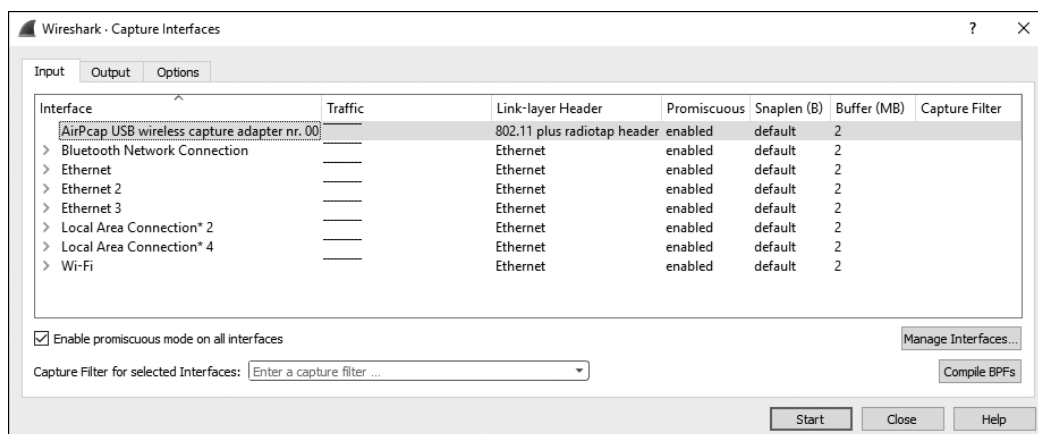 Wireshark · Capture Interfaces ? X
Input Output Options
Interface Traffic Link-layer Header Promiscuous Snaplen (B) Buffer (MB) Capture Filter
AirPcap USB wireless capture adapter nr. 00 802.11 plus radiotap header enabled default 2
Bluetooth Network Connection Ethernet enabled default 2
Ethernet Ethernet enabled default 2
Ethernet 2 Ethernet enabled default 2
Ethernet 3 Ethernet enabled default 2
Local Area Connection* 2 Ethernet enabled default 2
Local Area Connection* 4 Ethernet enabled default 2
Wi-Fi Ethernet enabled default 2
Enable promiscuous mode on all interfaces Manage Interfaces...
Capture Filter for selected Interfaces: Enter a capture filter ... Compile BPFs
Start Close Help